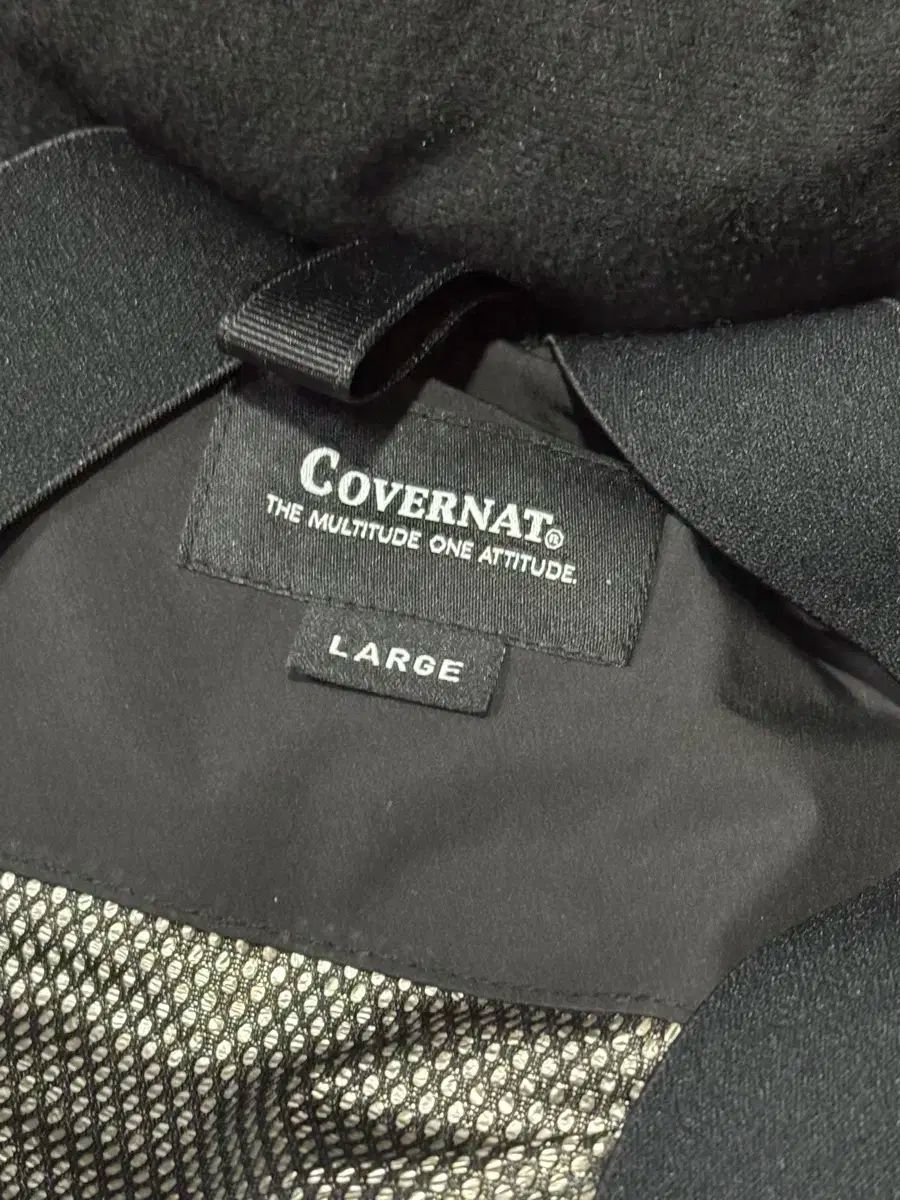 COVERNAT®
THE MULTITUDE ONE ATTITUDE.
LARGE